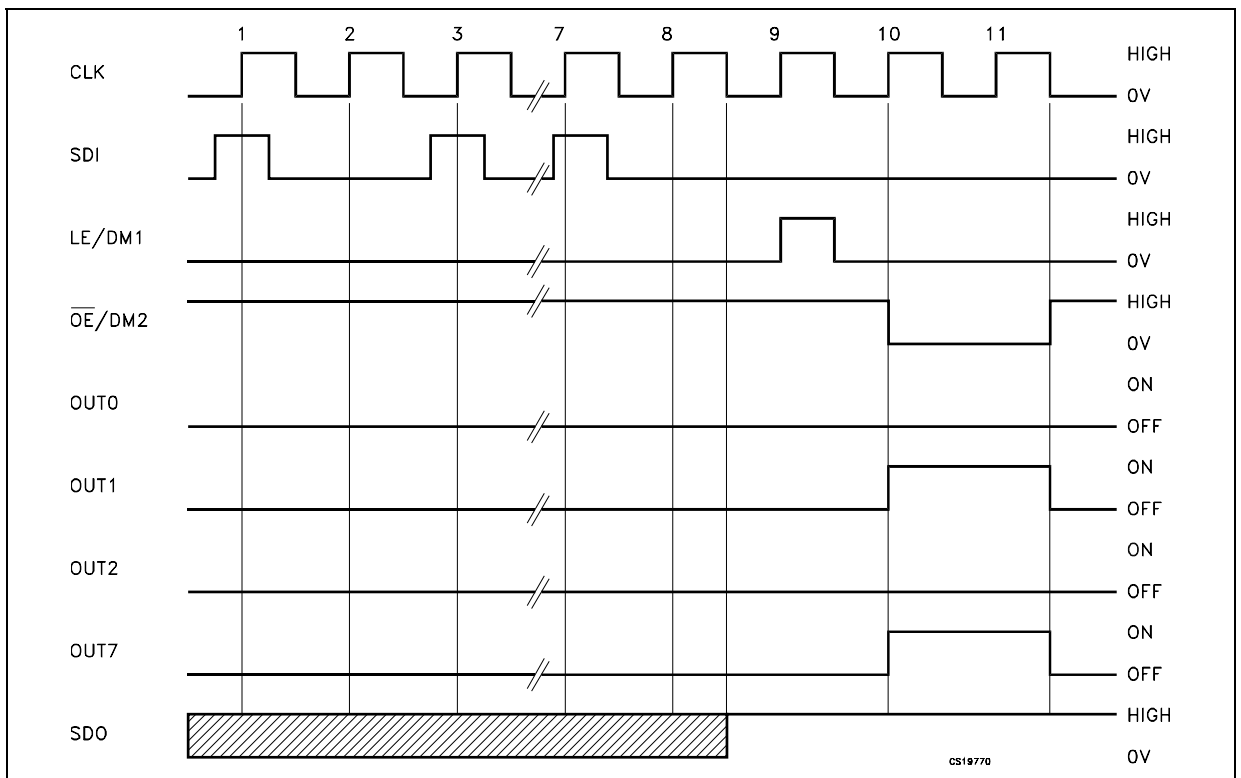 1 2 3 7 8 9 10 11
CLK
HIGH
0V
SDI
HIGH
0V
LE/DM1
HIGH
0V
OE/DM2
HIGH
0V
OUT0
ON
OFF
OUT1
ON
OFF
OUT2
ON
OFF
OUT7
ON
OFF
SDO
HIGH
0V
CS19770